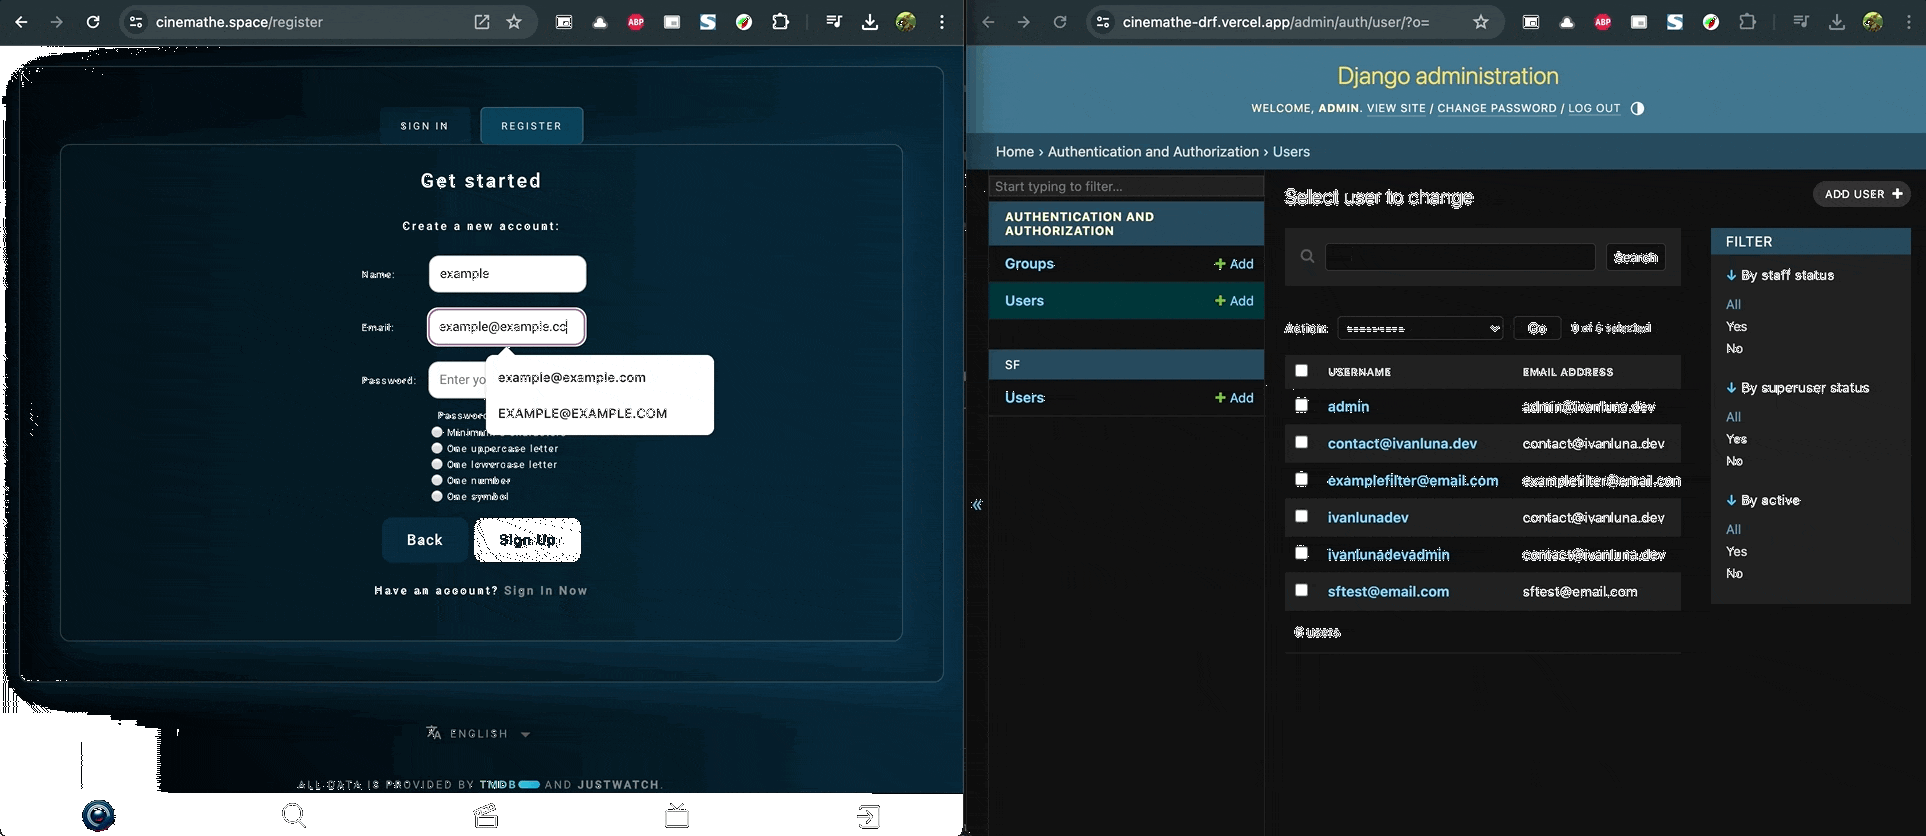 cinemathe.space/register
SIGN IN
REGISTER
Get started
Create a new account:
Name:
example
Email:
example@example.co
Password:
Enter yo
example@example.com
EXAMPLE@EXAMPLE.COM
Password
Minimum
One uppercase letter
One lowercase letter
One number
One symbol
Back
Sign Up
Have an account? Sign In Now
ENGLISH
ALL DATA IS PROVIDED BY TMDB AND JUSTWATCH.
cinemathe-drf.vercel.app/admin/auth/user/?o=
Django administration
WELCOME, ADMIN. VIEW SITE / CHANGE PASSWORD / LOG OUT
Home › Authentication and Authorization › Users
Start typing to filter...
AUTHENTICATION AND
AUTHORIZATION
Groups
+ Add
Users
+ Add
SF
Users
+ Add
Select user to change
ADD USER +
Search
Action:
---------
Go
0 of 6 selected
USERNAME
EMAIL ADDRESS
admin
admin@ivanluna.dev
contact@ivanluna.dev
contact@ivanluna.dev
examplefilter@email.com
examplefilter@email.com
ivanlunadev
contact@ivanluna.dev
ivanlunadevadmin
contact@ivanluna.dev
sftest@email.com
sftest@email.com
6 users
FILTER
↓ By staff status
All
Yes
No
↓ By superuser status
All
Yes
No
↓ By active
All
Yes
No
ABP
ABP